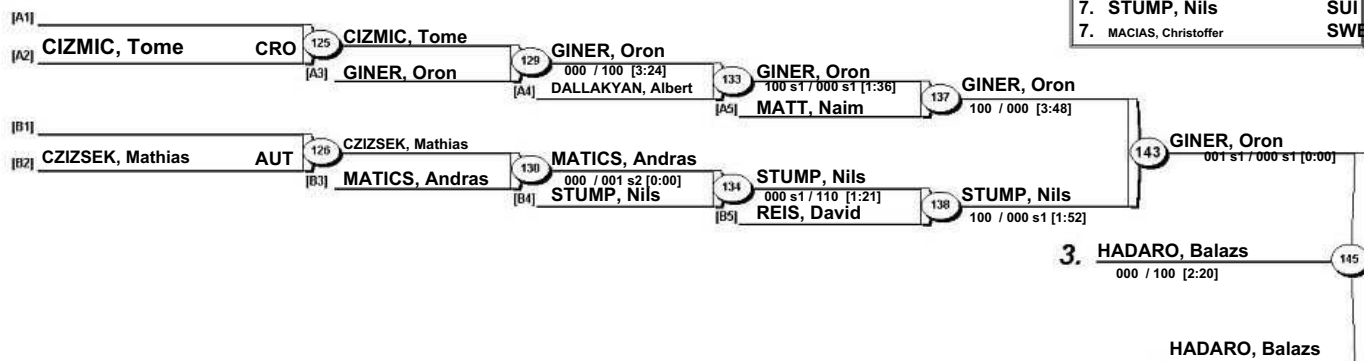 7. STUMP, Nils SUI
7. MACIAS, Christoffer SWE
[A1]
[A2] CIZMIC, Tome CRO 125 CIZMIC, Tome
[A3] GINER, Oron 129 GINER, Oron
000 / 100 [3:24]
[A4] DALLAKYAN, Albert 133 GINER, Oron
100 s1 / 000 s1 [1:36]
[A5] MATT, Naim 137 GINER, Oron
100 / 000 [3:48]
[B1]
[B2] CZIZSEK, Mathias AUT 126 CZIZSEK, Mathias
[B3] MATICS, Andras 130 MATICS, Andras
000 / 001 s2 [0:00]
[B4] STUMP, Nils 134 STUMP, Nils
000 s1 / 110 [1:21]
[B5] REIS, David 138 STUMP, Nils
100 / 000 s1 [1:52]
143 GINER, Oron
001 s1 / 000 s1 [0:00]
3. HADARO, Balazs 145
000 / 100 [2:20]
HADARO, Balazs